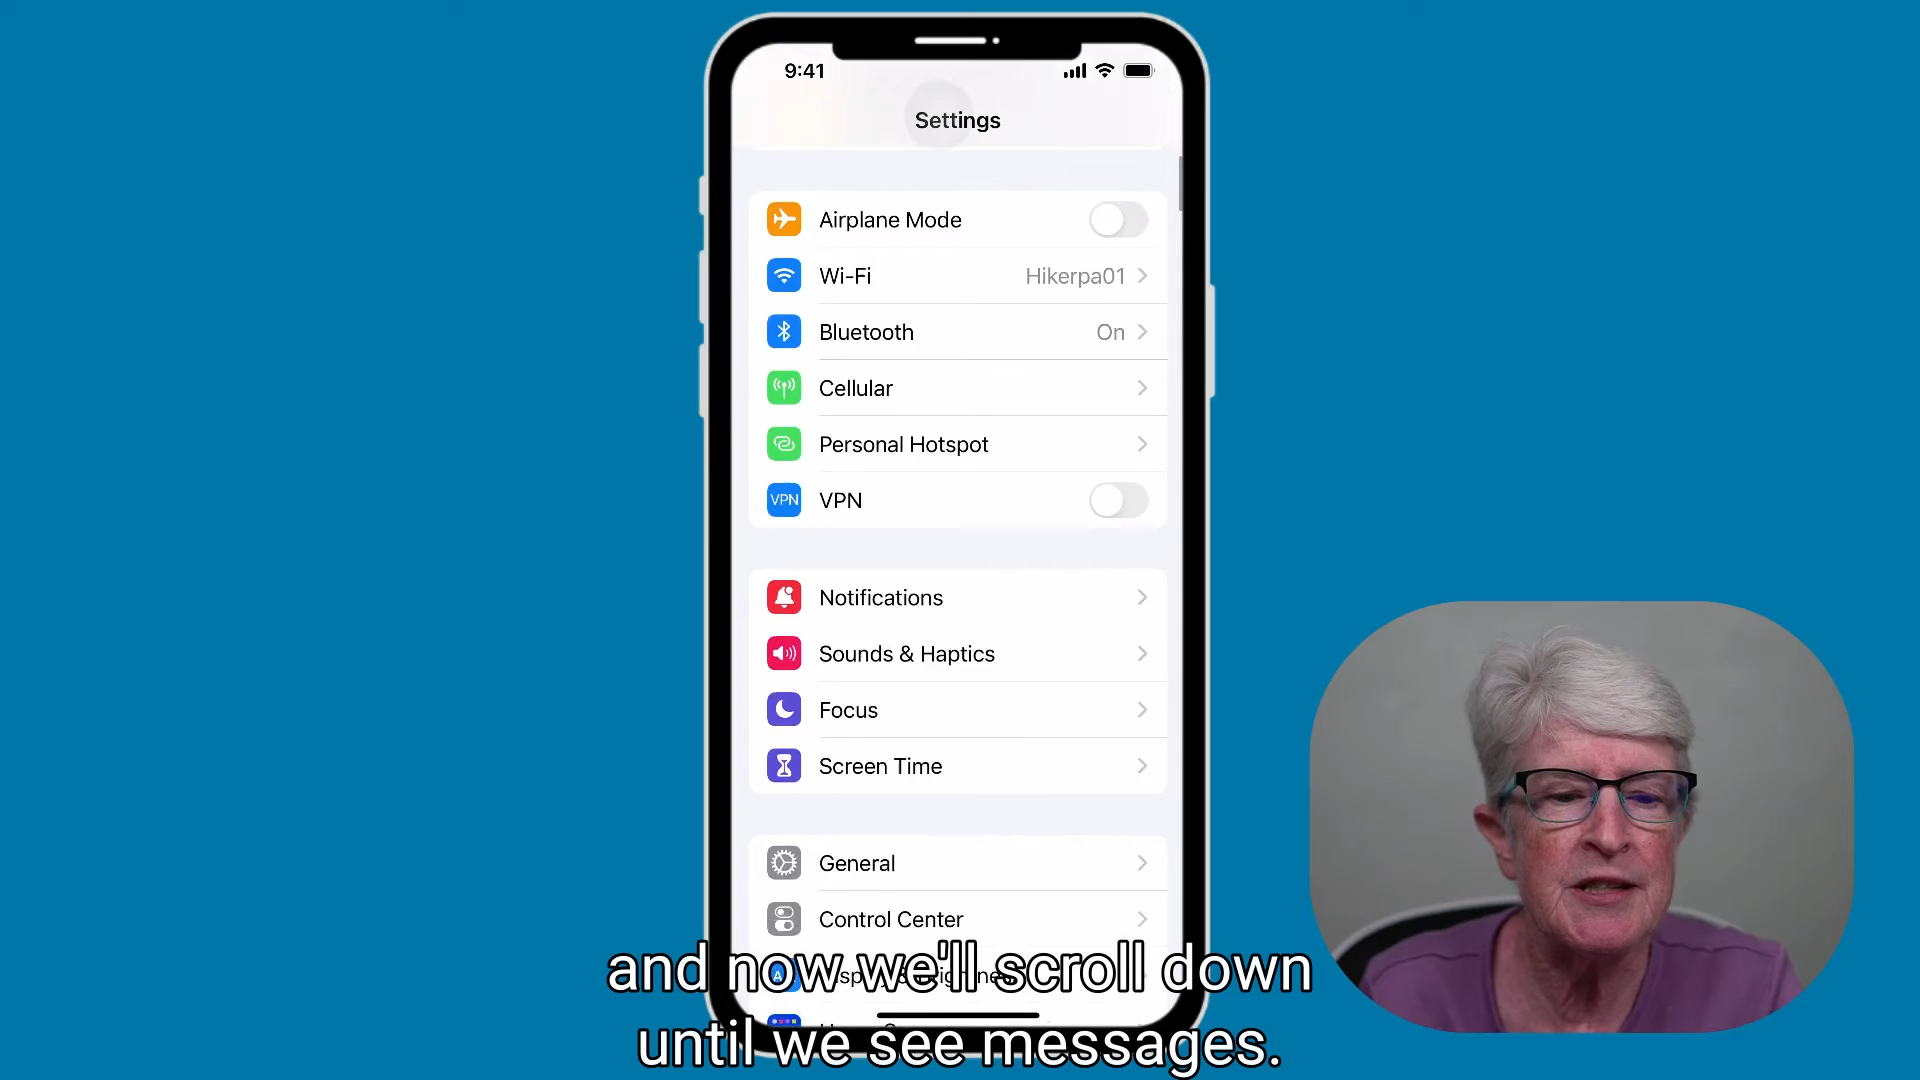 9:41
Settings
Airplane Mode
Wi-Fi Hikerpa01
Bluetooth On
Cellular
Personal Hotspot
VPN VPN
Notifications
Sounds & Haptics
Focus
Screen Time
General
Control Center
and now we'll scroll down
until we see messages.